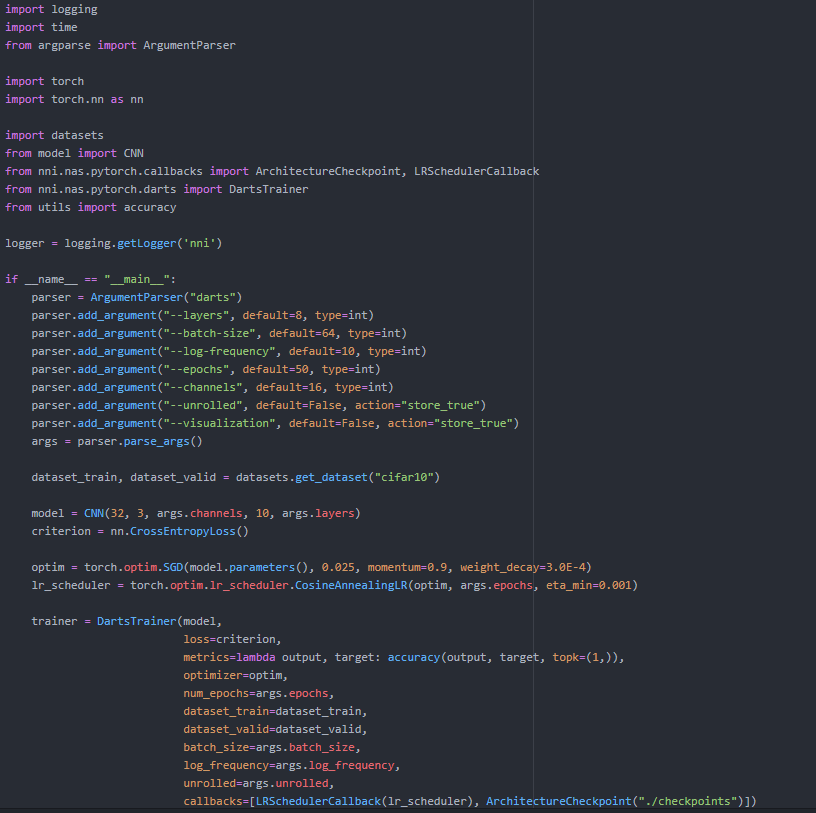 import logging
import time
from argparse import ArgumentParser

import torch
import torch.nn as nn

import datasets
from model import CNN
from nni.nas.pytorch.callbacks import ArchitectureCheckpoint, LRSchedulerCallback
from nni.nas.pytorch.darts import DartsTrainer
from utils import accuracy

logger = logging.getLogger('nni')

if __name__ == "__main__":
    parser = ArgumentParser("darts")
    parser.add_argument("--layers", default=8, type=int)
    parser.add_argument("--batch-size", default=64, type=int)
    parser.add_argument("--log-frequency", default=10, type=int)
    parser.add_argument("--epochs", default=50, type=int)
    parser.add_argument("--channels", default=16, type=int)
    parser.add_argument("--unrolled", default=False, action="store_true")
    parser.add_argument("--visualization", default=False, action="store_true")
    args = parser.parse_args()

    dataset_train, dataset_valid = datasets.get_dataset("cifar10")

    model = CNN(32, 3, args.channels, 10, args.layers)
    criterion = nn.CrossEntropyLoss()

    optim = torch.optim.SGD(model.parameters(), 0.025, momentum=0.9, weight_decay=3.0E-4)
    lr_scheduler = torch.optim.lr_scheduler.CosineAnnealingLR(optim, args.epochs, eta_min=0.001)

    trainer = DartsTrainer(model,
                           loss=criterion,
                           metrics=lambda output, target: accuracy(output, target, topk=(1,)),
                           optimizer=optim,
                           num_epochs=args.epochs,
                           dataset_train=dataset_train,
                           dataset_valid=dataset_valid,
                           batch_size=args.batch_size,
                           log_frequency=args.log_frequency,
                           unrolled=args.unrolled,
                           callbacks=[LRSchedulerCallback(lr_scheduler), ArchitectureCheckpoint("./checkpoints")])